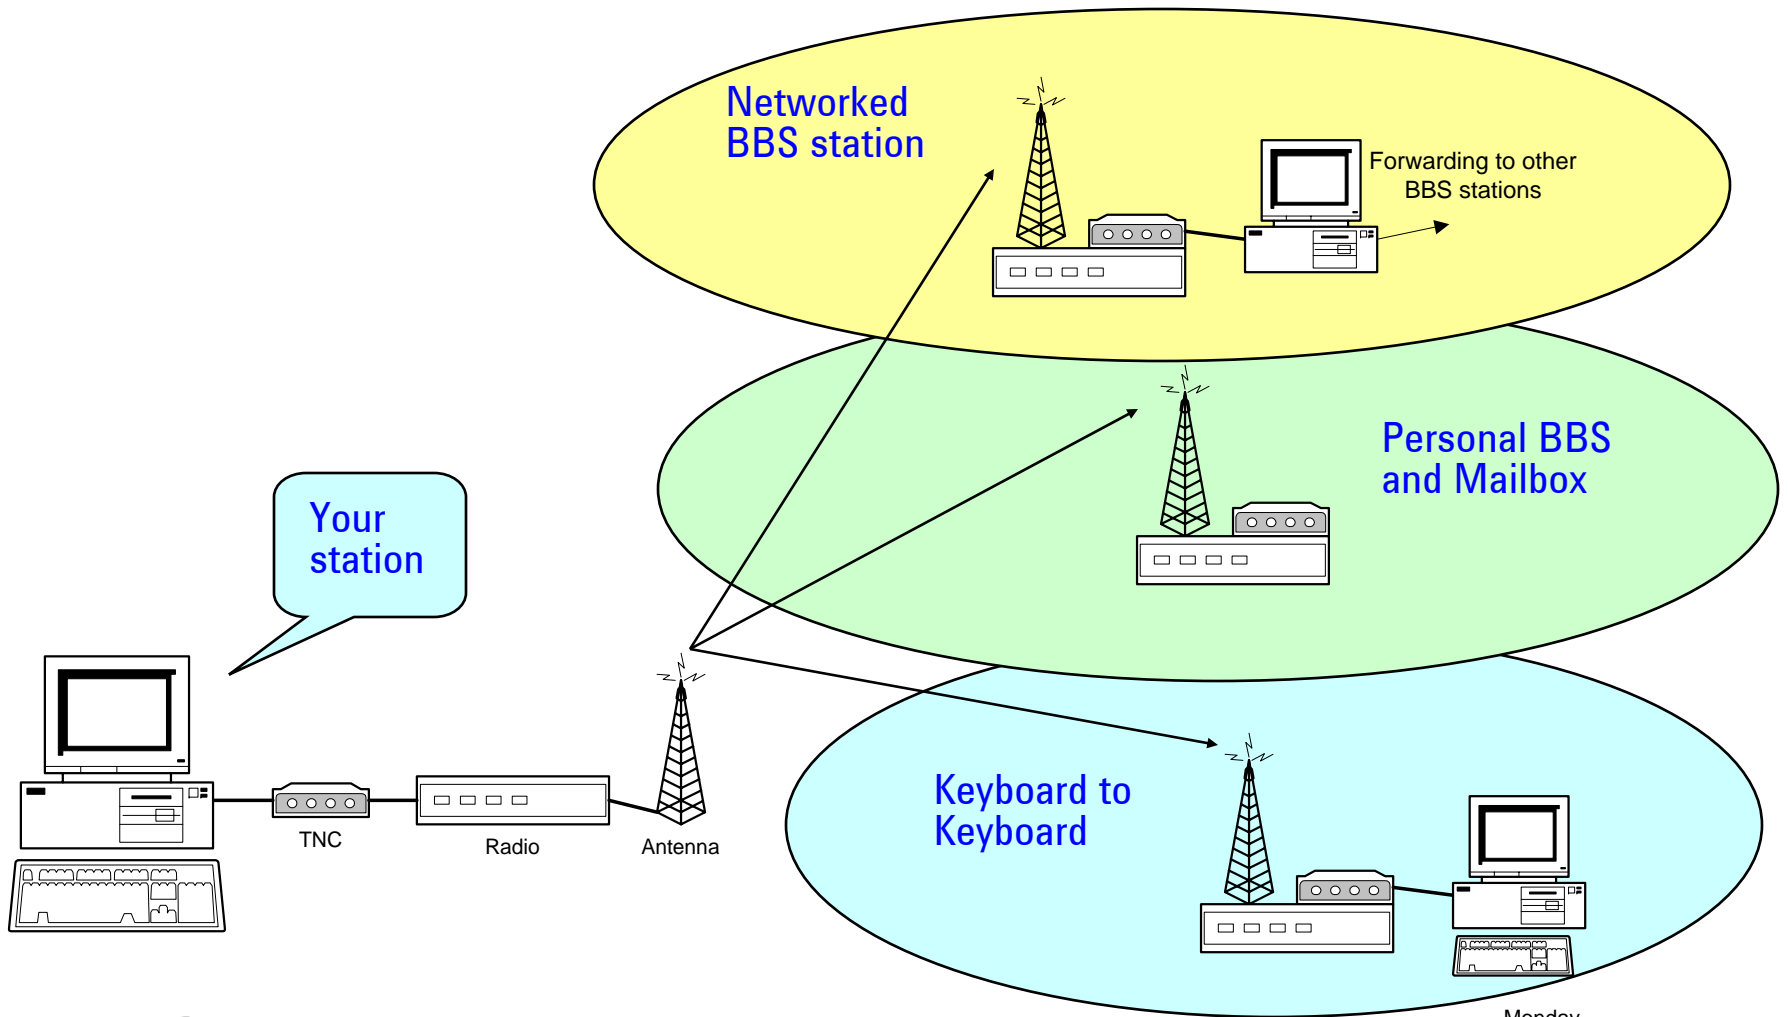 Networked
BBS station
Forwarding to other
BBS stations
Personal BBS
and Mailbox
Your
station
Keyboard to
Keyboard
TNC
Radio
Antenna
Monday